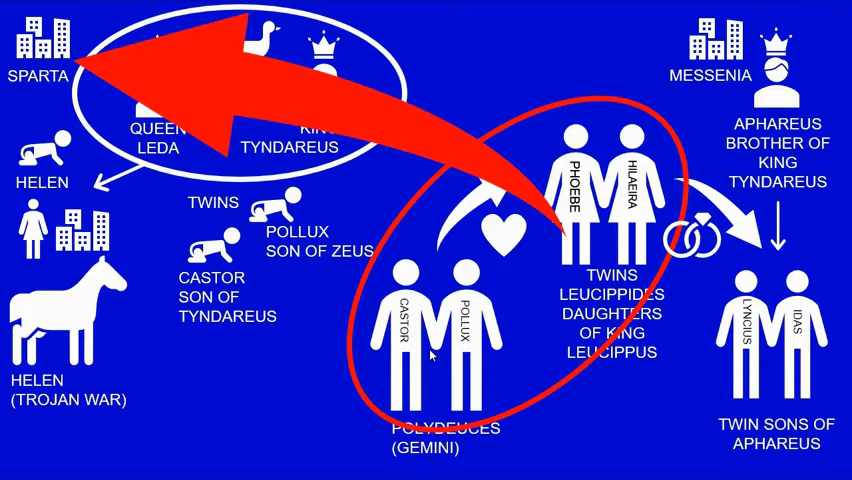 SPARTA
QUEEN
LEDA
KING
TYNDAREUS
MESSENIA
APHAREUS
BROTHER OF
KING
TYNDAREUS
HELEN
TWINS
POLLUX
SON OF ZEUS
CASTOR
SON OF
TYNDAREUS
HELEN
(TROJAN WAR)
CASTOR
POLLUX
POLYDEUCES
(GEMINI)
PHOEBE
HILAEIRA
TWINS
LEUCIPPIDES
DAUGHTERS
OF KING
LEUCIPPUS
LYNCIUS
IDAS
TWIN SONS OF
APHAREUS